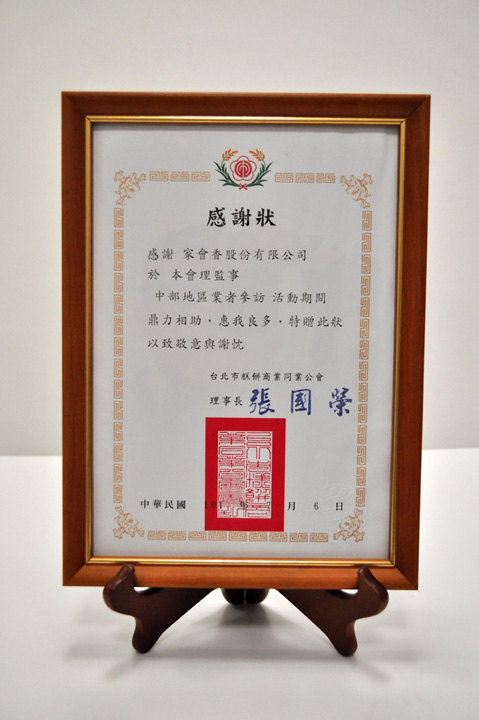 感謝狀
感謝 家會香股份有限公司
於 本會理監事
中部地區業者參訪 活動期間
鼎力相助，惠我良多，特贈此狀
以致敬意與謝忱
台北市糕餅商業同業公會
理事長 張國榮
中華民國 101 年 月 6 日